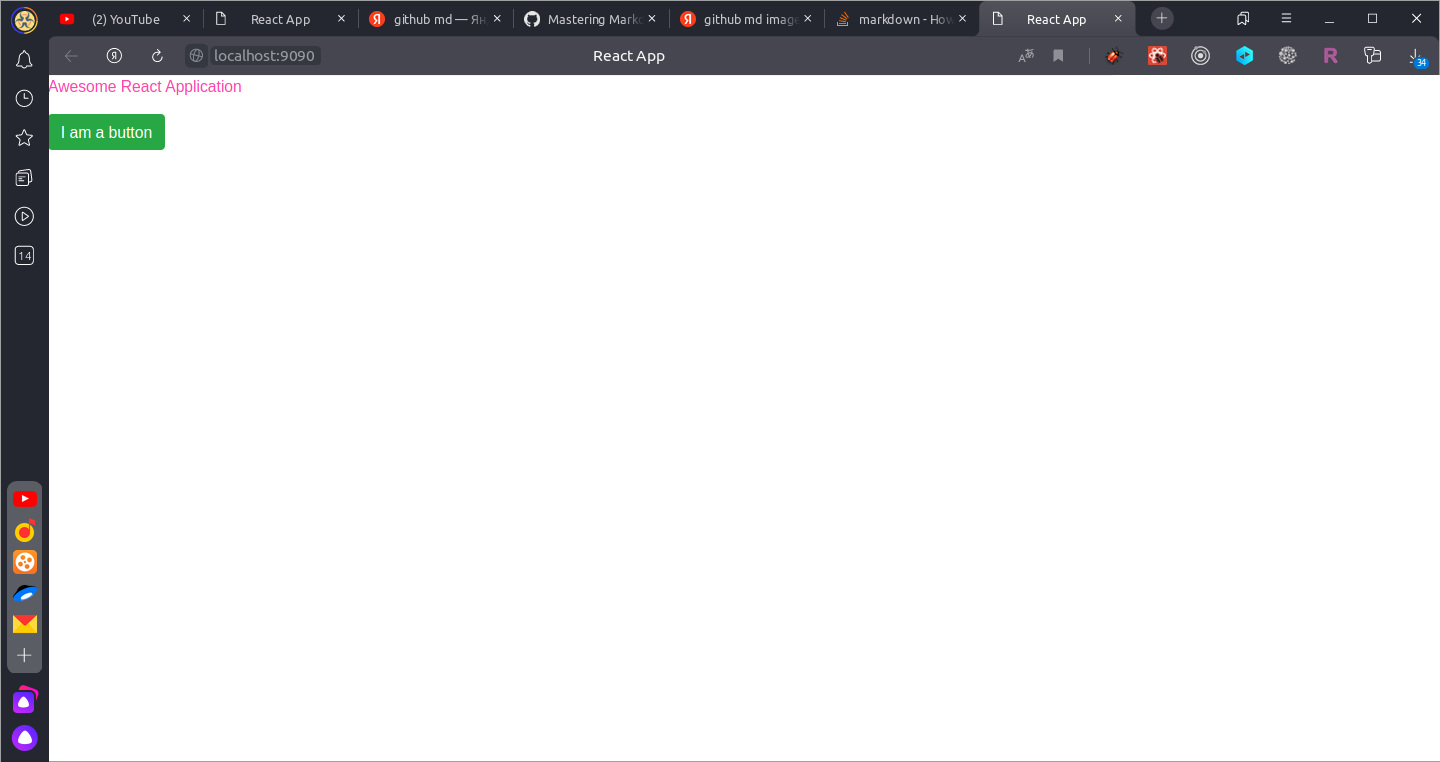 (2) YouTube
React App
github md — Ян
Mastering Marko
github md image
markdown - How
React App
localhost:9090
React App
34
Awesome React Application
I am a button
14